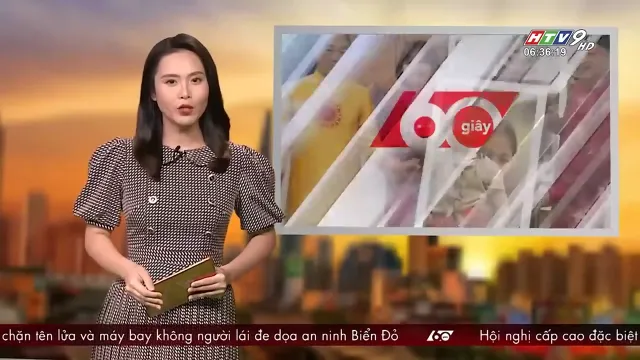 HTV9 HD
06:36:19
60 giây
chặn tên lửa và máy bay không người lái đe dọa an ninh Biển Đỏ 60 Hội nghị cấp cao đặc biệt